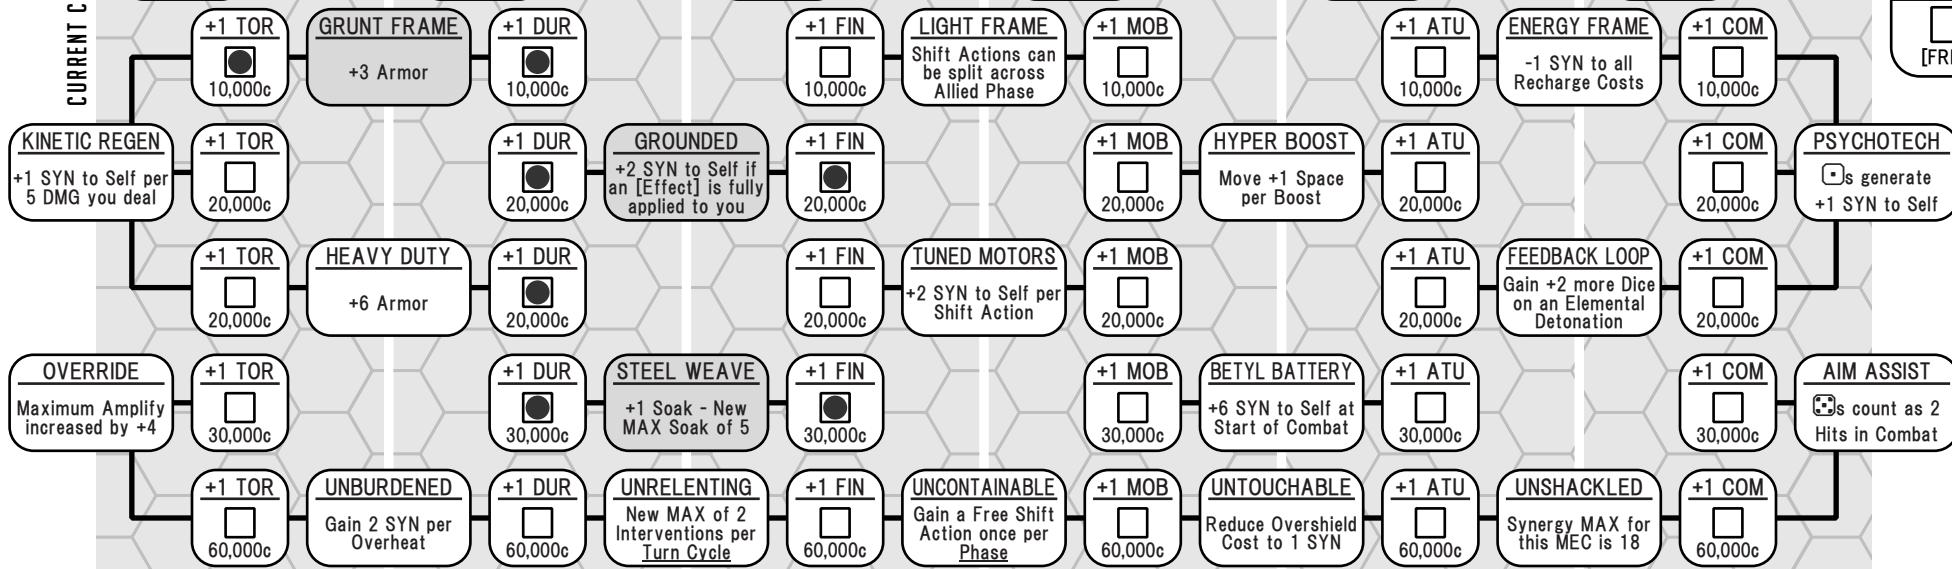 CURRENT C
+1 TOR
10,000c
GRUNT FRAME
+3 Armor
+1 DUR
10,000c
+1 FIN
10,000c
LIGHT FRAME
Shift Actions can
be split across
Allied Phase
+1 MOB
10,000c
+1 ATU
10,000c
ENERGY FRAME
-1 SYN to all
Recharge Costs
+1 COM
10,000c
[FRE
KINETIC REGEN
+1 SYN to Self per
5 DMG you deal
+1 TOR
20,000c
+1 DUR
20,000c
GROUNDED
+2 SYN to Self if
an [Effect] is fully
applied to you
+1 FIN
20,000c
+1 MOB
20,000c
HYPER BOOST
Move +1 Space
per Boost
+1 ATU
20,000c
+1 COM
20,000c
PSYCHOTECH
⚀s generate
+1 SYN to Self
+1 TOR
20,000c
HEAVY DUTY
+6 Armor
+1 DUR
20,000c
+1 FIN
20,000c
TUNED MOTORS
+2 SYN to Self per
Shift Action
+1 MOB
20,000c
+1 ATU
20,000c
FEEDBACK LOOP
Gain +2 more Dice
on an Elemental
Detonation
+1 COM
20,000c
OVERRIDE
Maximum Amplify
increased by +4
+1 TOR
30,000c
+1 DUR
30,000c
STEEL WEAVE
+1 Soak - New
MAX Soak of 5
+1 FIN
30,000c
+1 MOB
30,000c
BETYL BATTERY
+6 SYN to Self at
Start of Combat
+1 ATU
30,000c
+1 COM
30,000c
AIM ASSIST
⚄s count as 2
Hits in Combat
+1 TOR
60,000c
UNBURDENED
Gain 2 SYN per
Overheat
+1 DUR
60,000c
UNRELENTING
New MAX of 2
Interventions per
Turn Cycle
+1 FIN
60,000c
UNCONTAINABLE
Gain a Free Shift
Action once per
Phase
+1 MOB
60,000c
UNTOUCHABLE
Reduce Overshield
Cost to 1 SYN
+1 ATU
60,000c
UNSHACKLED
Synergy MAX for
this MEC is 18
+1 COM
60,000c